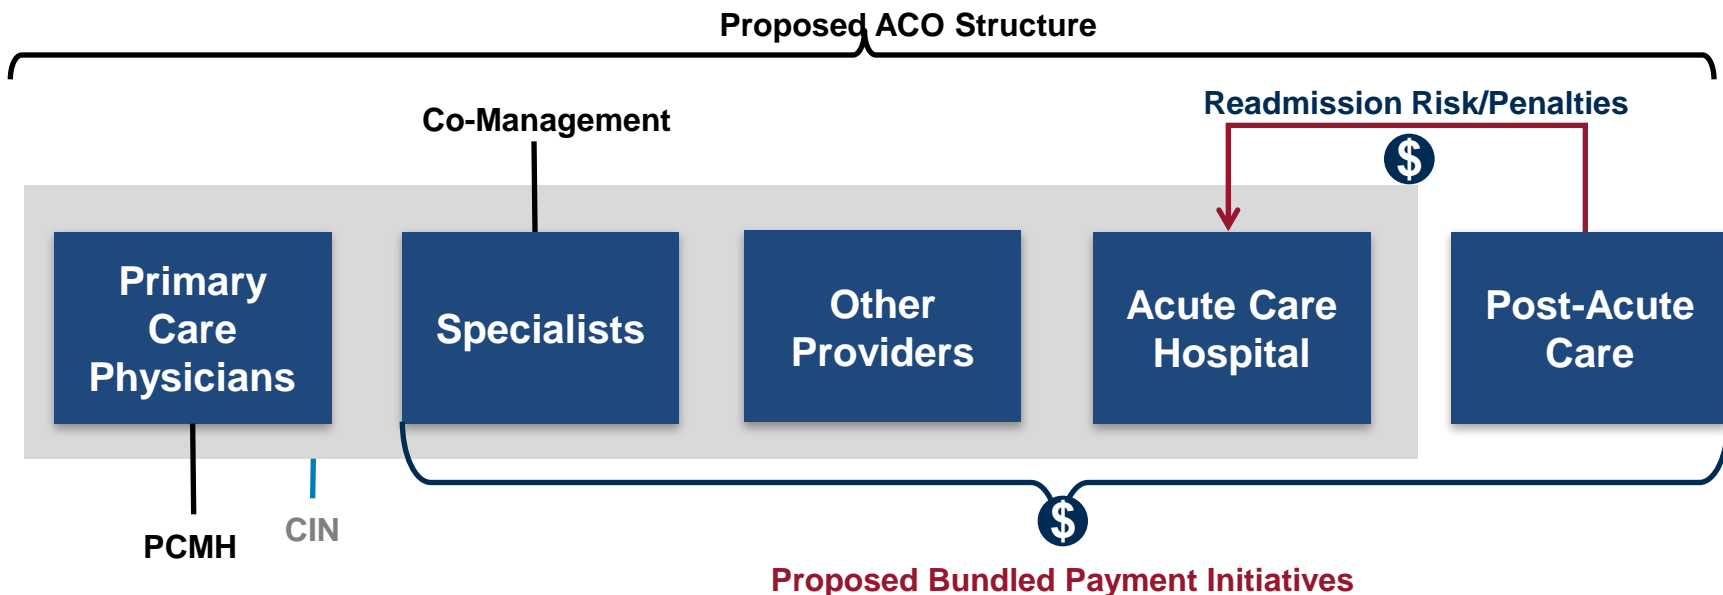 Proposed ACO Structure
Readmission Risk/Penalties
Co-Management
$
Primary
Care
Physicians
Specialists
Other
Providers
Acute Care
Hospital
Post-Acute
Care
CIN
PCMH
$
Proposed Bundled Payment Initiatives